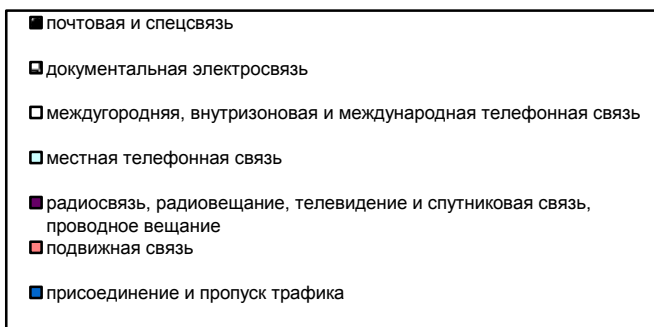 почтовая и спецсвязь
документальная электросвязь
междугородняя, внутризоновая и международная телефонная связь
местная телефонная связь
радиосвязь, радиовещание, телевидение и спутниковая связь,
проводное вещание
подвижная связь
присоединение и пропуск трафика